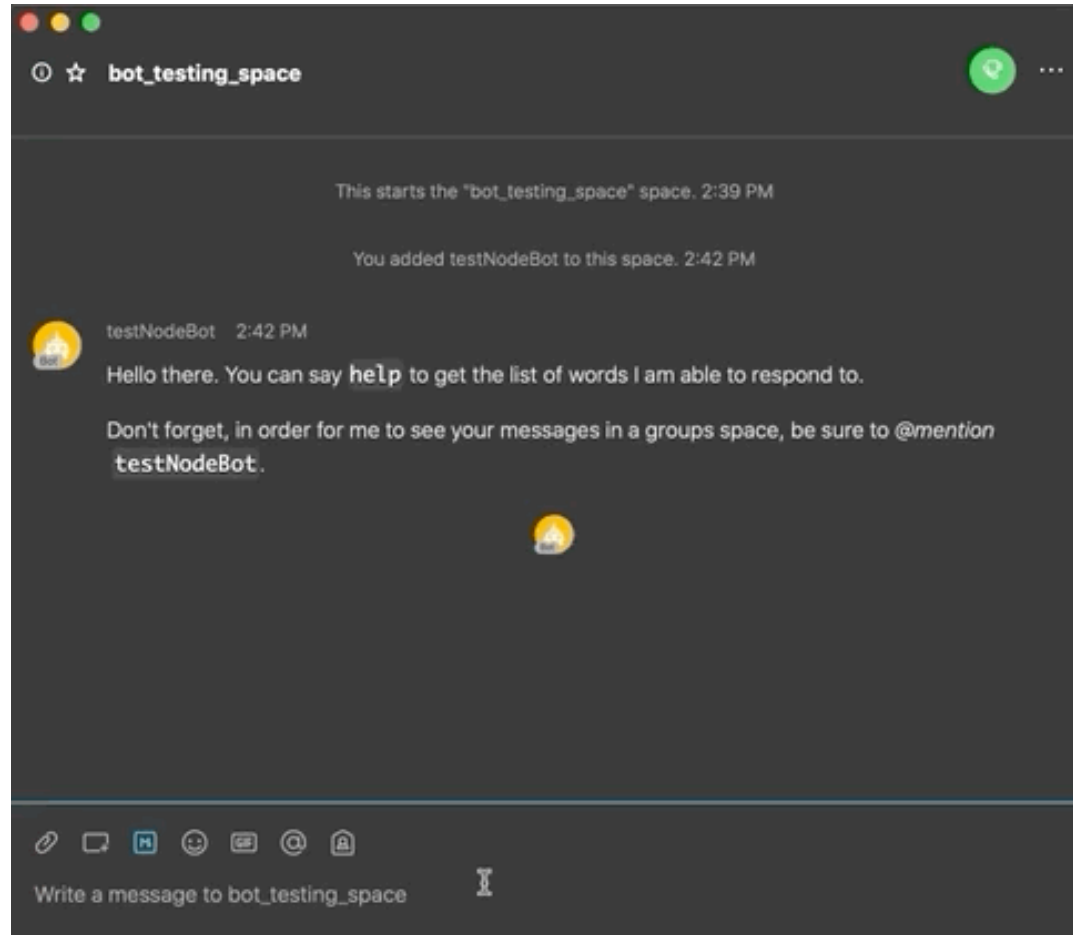 bot_testing_space
This starts the "bot_testing_space" space. 2:39 PM
You added testNodeBot to this space. 2:42 PM
testNodeBot 2:42 PM
Bot
Hello there. You can say help to get the list of words I am able to respond to.
Don't forget, in order for me to see your messages in a groups space, be sure to @mention
testNodeBot.
Bot
M
GIF
@
Write a message to bot_testing_space